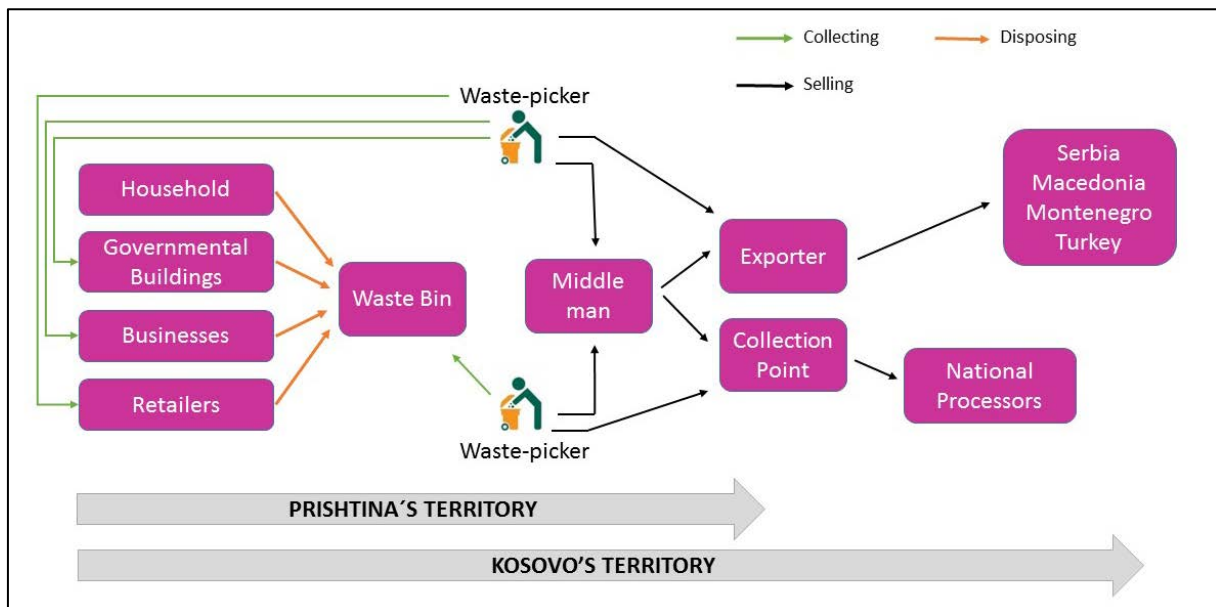 Collecting
Disposing
Selling
Waste-picker
Household
Governmental
Buildings
Businesses
Retailers
Waste Bin
Middle
man
Exporter
Collection
Point
Serbia
Macedonia
Montenegro
Turkey
National
Processors
Waste-picker
PRISHTINA´S TERRITORY
KOSOVO'S TERRITORY